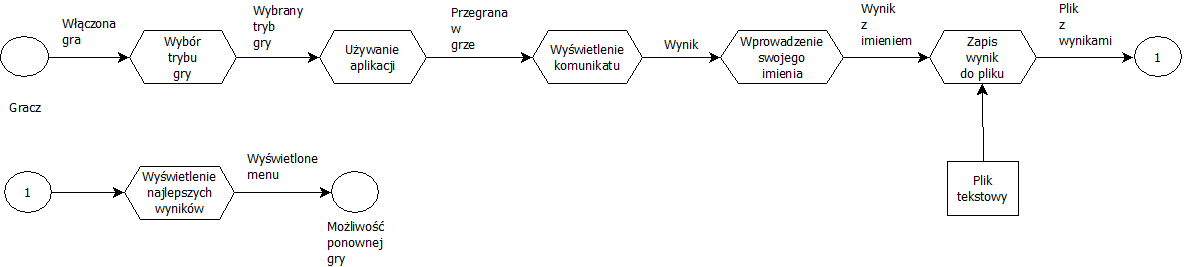 Włączona
gra
Wybrany
tryb
gry
Przegrana
w
grze
Wynik
Wynik
z
imieniem
Plik
z
wynikami
Gracz
Wybór
trybu
gry
Używanie
aplikacji
Wyświetlenie
komunikatu
Wprowadzenie
swojego
imienia
Zapis
wynik
do pliku
1
Plik
tekstowy
1
Wyświetlenie
najlepszych
wyników
Wyświetlone
menu
Możliwość
ponownej
gry